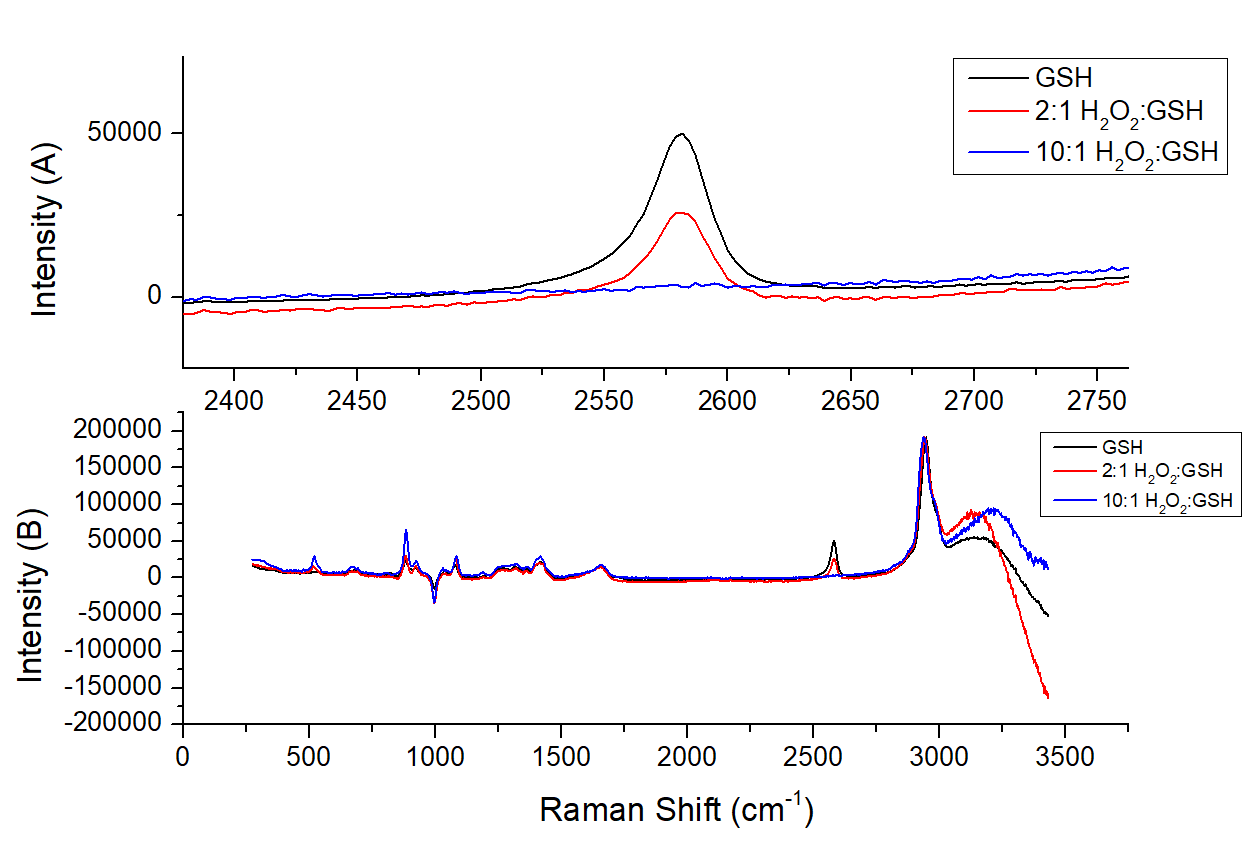 Intensity (A)
50000
0
GSH
2:1 H₂O₂:GSH
10:1 H₂O₂:GSH
2400 2450 2500 2550 2600 2650 2700 2750
Intensity (B)
200000
150000
100000
50000
0
-50000
-100000
-150000
-200000
GSH
2:1 H₂O₂:GSH
10:1 H₂O₂:GSH
0 500 1000 1500 2000 2500 3000 3500
Raman Shift (cm⁻¹)